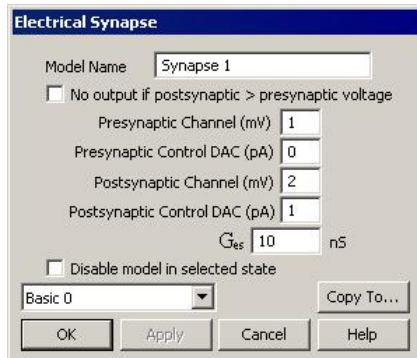 Electrical Synapse
Model Name Synapse 1
No output if postsynaptic > presynaptic voltage
Presynaptic Channel (mV) 1
Presynaptic Control DAC (pA) 0
Postsynaptic Channel (mV) 2
Postsynaptic Control DAC (pA) 1
Ges 10 nS
Disable model in selected state
Basic 0 Copy To...
OK Apply Cancel Help